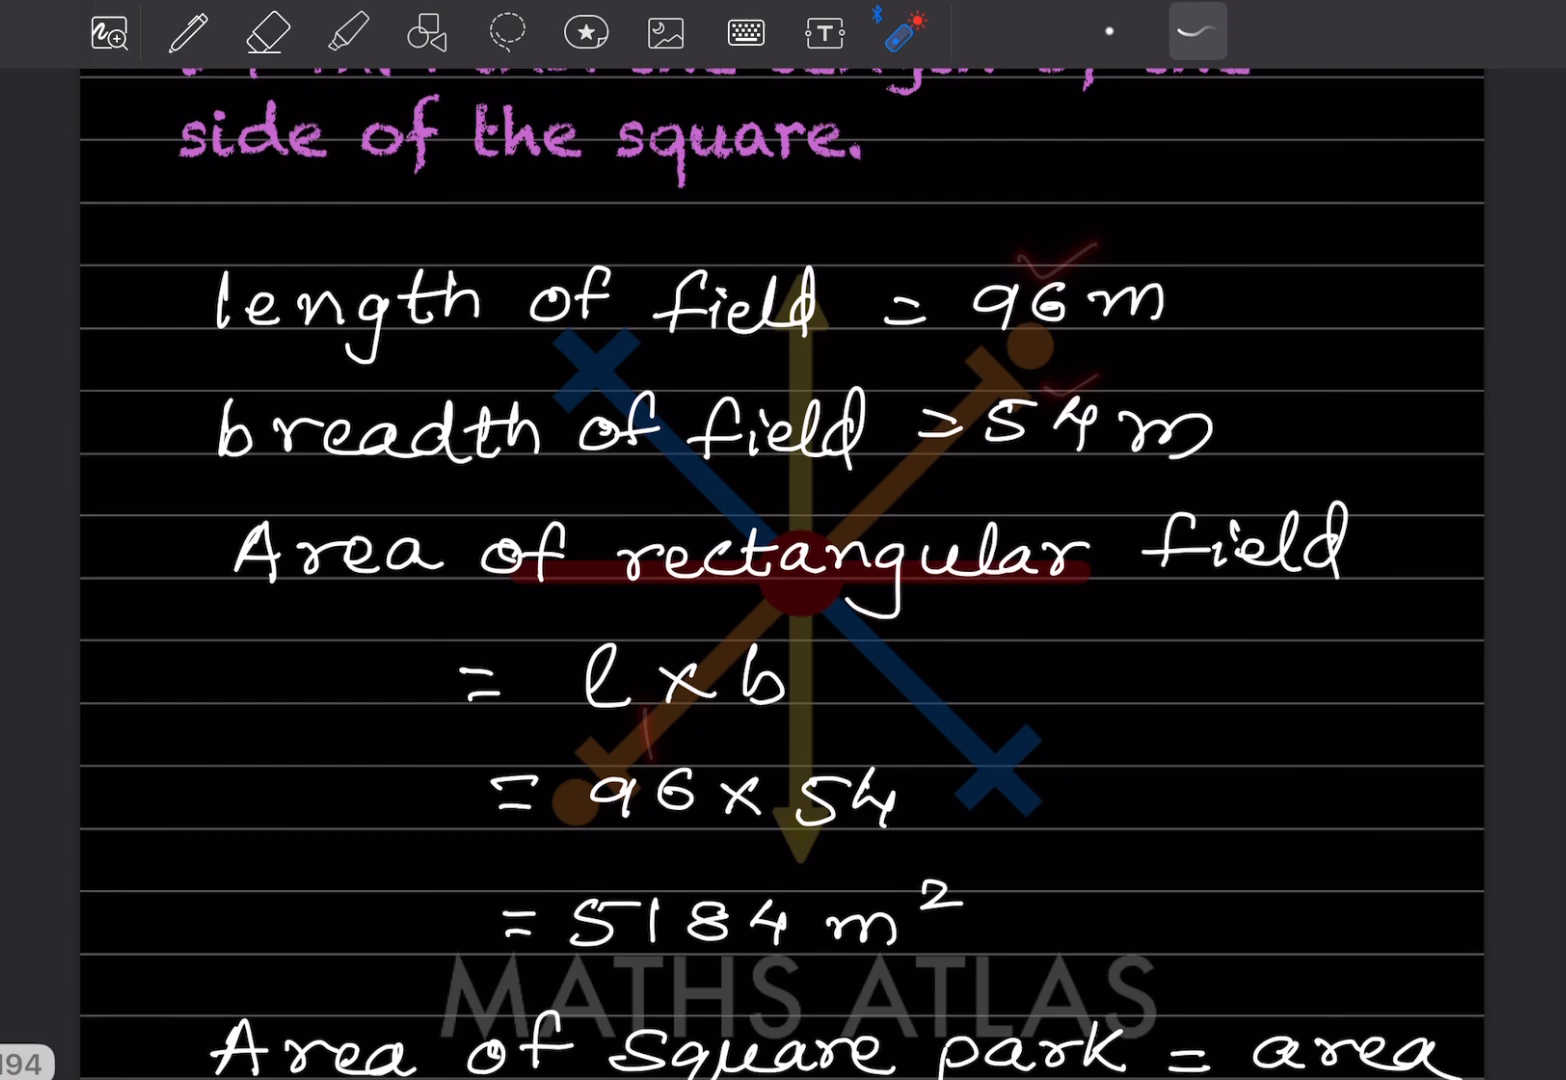 side of the square.
length of field = 96 m
breadth of field = 54 m
Area of rectangular field
= l × b
= 96 × 54
= 5184 m²
MATHS ATLAS
Area of square park = area
194